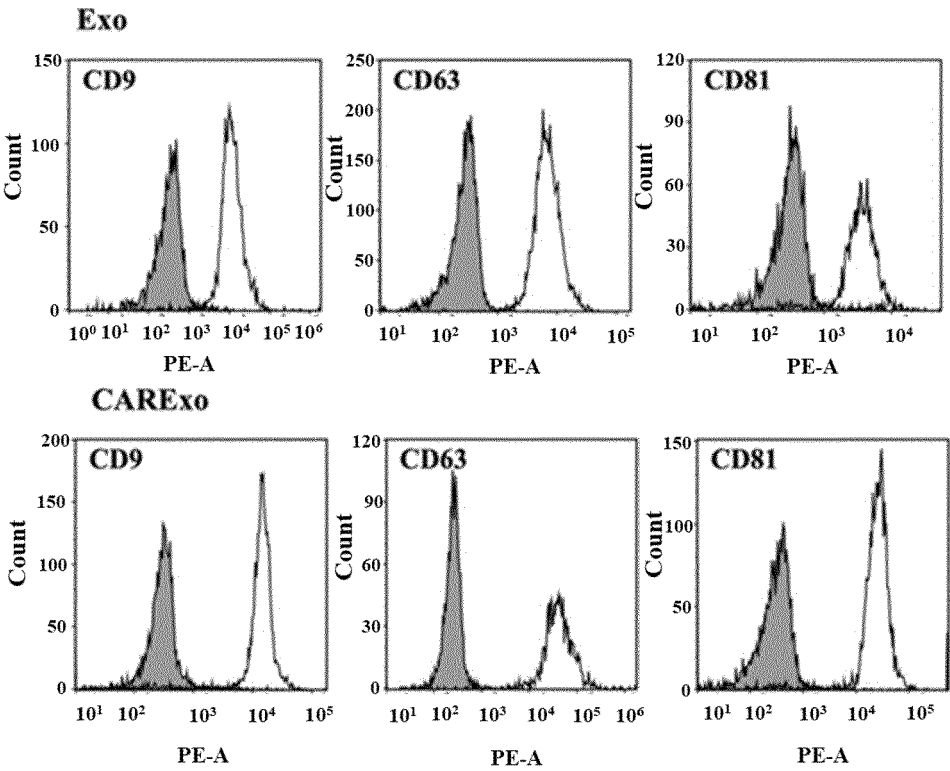 Exo
CD9
150
100
50
0
Count
10⁰ 10¹ 10² 10³ 10⁴ 10⁵ 10⁶
PE-A
CD63
250
200
150
100
50
0
Count
10¹ 10² 10³ 10⁴ 10⁵
PE-A
CD81
120
90
60
30
0
Count
10¹ 10² 10³ 10⁴
PE-A
CARExo
CD9
200
150
100
50
0
Count
10¹ 10² 10³ 10⁴ 10⁵
PE-A
CD63
120
90
60
30
0
Count
10¹ 10² 10³ 10⁴ 10⁵ 10⁶
PE-A
CD81
150
100
50
0
Count
10¹ 10² 10³ 10⁴ 10⁵
PE-A